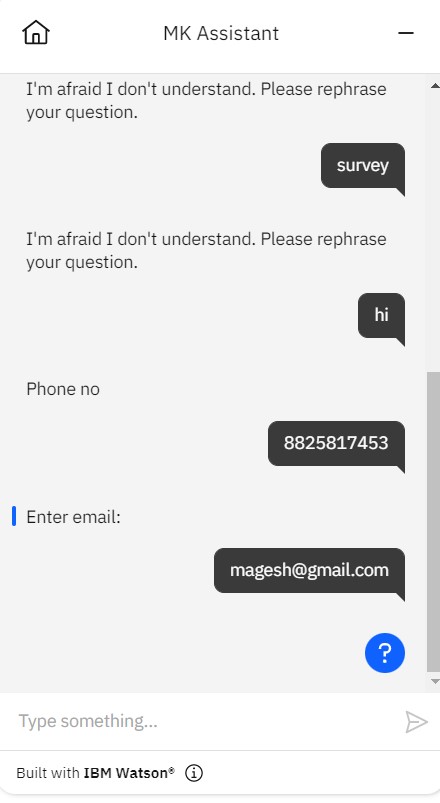 MK Assistant
I'm afraid I don't understand. Please rephrase
your question.
survey
I'm afraid I don't understand. Please rephrase
your question.
hi
Phone no
8825817453
Enter email:
magesh@gmail.com
?
Type something...
Built with IBM Watson®